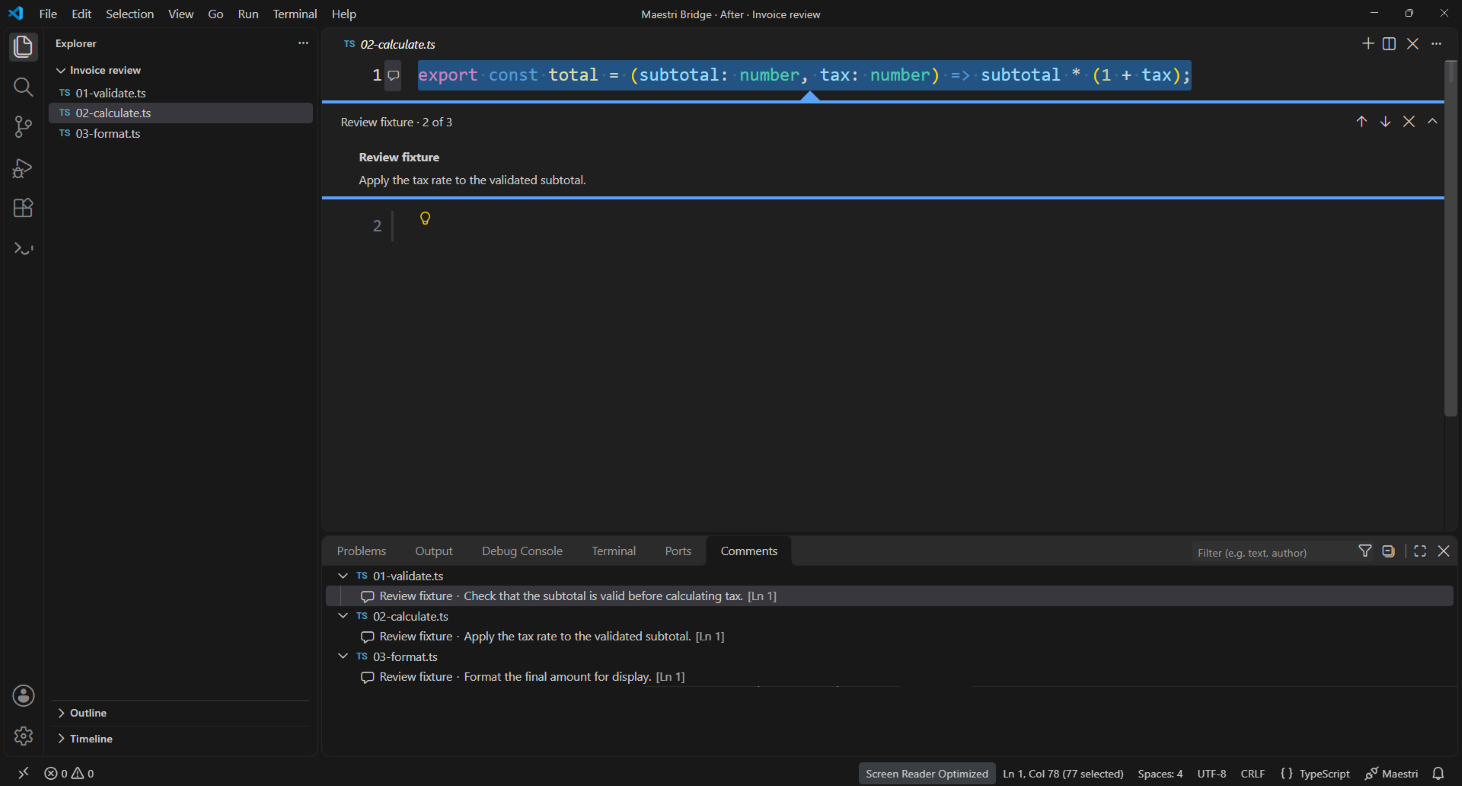 File Edit Selection View Go Run Terminal Help
Maestri Bridge · After · Invoice review
Explorer
Invoice review
TS 01-validate.ts
TS 02-calculate.ts
TS 03-format.ts
Outline
Timeline
TS 02-calculate.ts
1 export const total = (subtotal: number, tax: number) => subtotal * (1 + tax);
Review fixture · 2 of 3
Review fixture
Apply the tax rate to the validated subtotal.
2
Problems Output Debug Console Terminal Ports Comments
Filter (e.g. text, author)
TS 01-validate.ts
Review fixture · Check that the subtotal is valid before calculating tax. [Ln 1]
TS 02-calculate.ts
Review fixture · Apply the tax rate to the validated subtotal. [Ln 1]
TS 03-format.ts
Review fixture · Format the final amount for display. [Ln 1]
0 0
Screen Reader Optimized Ln 1, Col 78 (77 selected) Spaces: 4 UTF-8 CRLF { } TypeScript Maestri